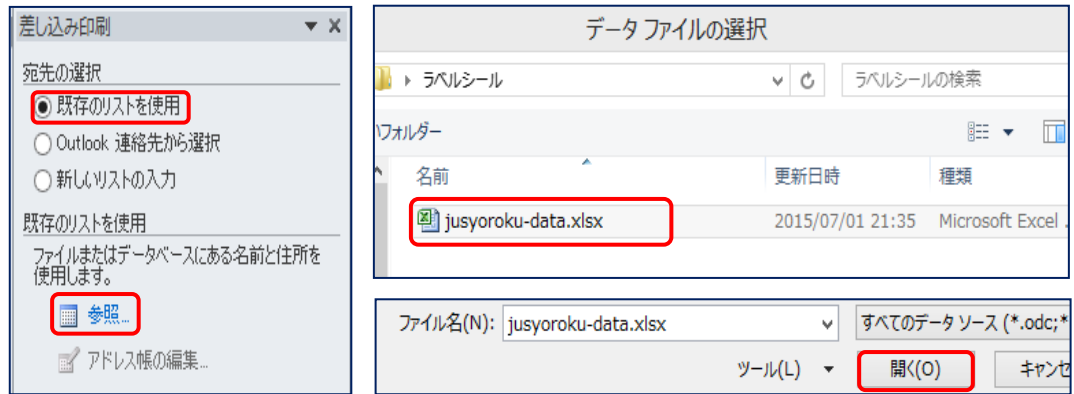 差し込み印刷
宛先の選択
既存のリストを使用
Outlook 連絡先から選択
新しいリストの入力
既存のリストを使用
ファイルまたはデータベースにある名前と住所を
使用します。
参照...
アドレス帳の編集...
データ ファイルの選択
ラベルシール
ラベルシールの検索
いフォルダー
名前 更新日時 種類
jusyoroku-data.xlsx 2015/07/01 21:35 Microsoft Excel .
ファイル名(N): jusyoroku-data.xlsx すべてのデータ ソース (*.odc;*
ツール(L) 開く(O) キャンセ